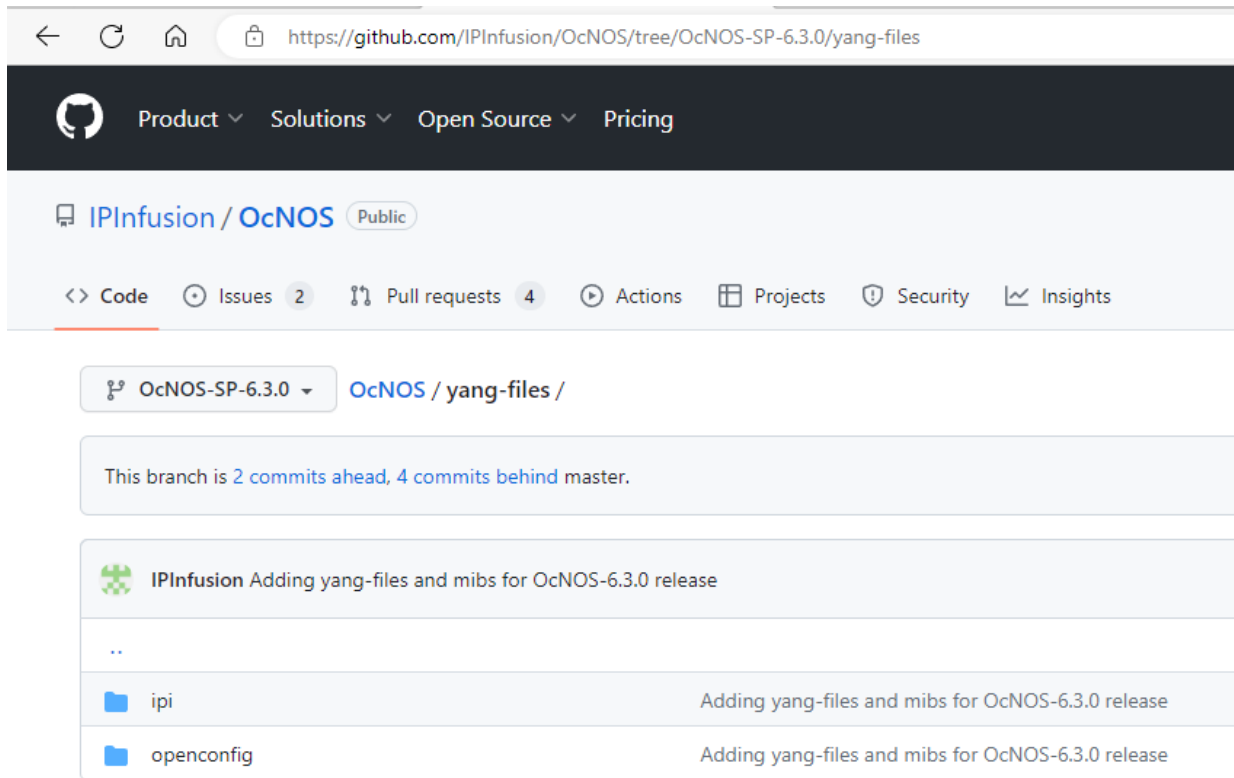 https://github.com/IPInfusion/OcNOS/tree/OcNOS-SP-6.3.0/yang-files
Product Solutions Open Source Pricing
IPInfusion / OcNOS Public
<> Code Issues 2 Pull requests 4 Actions Projects Security Insights
OcNOS-SP-6.3.0 OcNOS / yang-files /
This branch is 2 commits ahead, 4 commits behind master.
IPInfusion Adding yang-files and mibs for OcNOS-6.3.0 release
..
ipi Adding yang-files and mibs for OcNOS-6.3.0 release
openconfig Adding yang-files and mibs for OcNOS-6.3.0 release